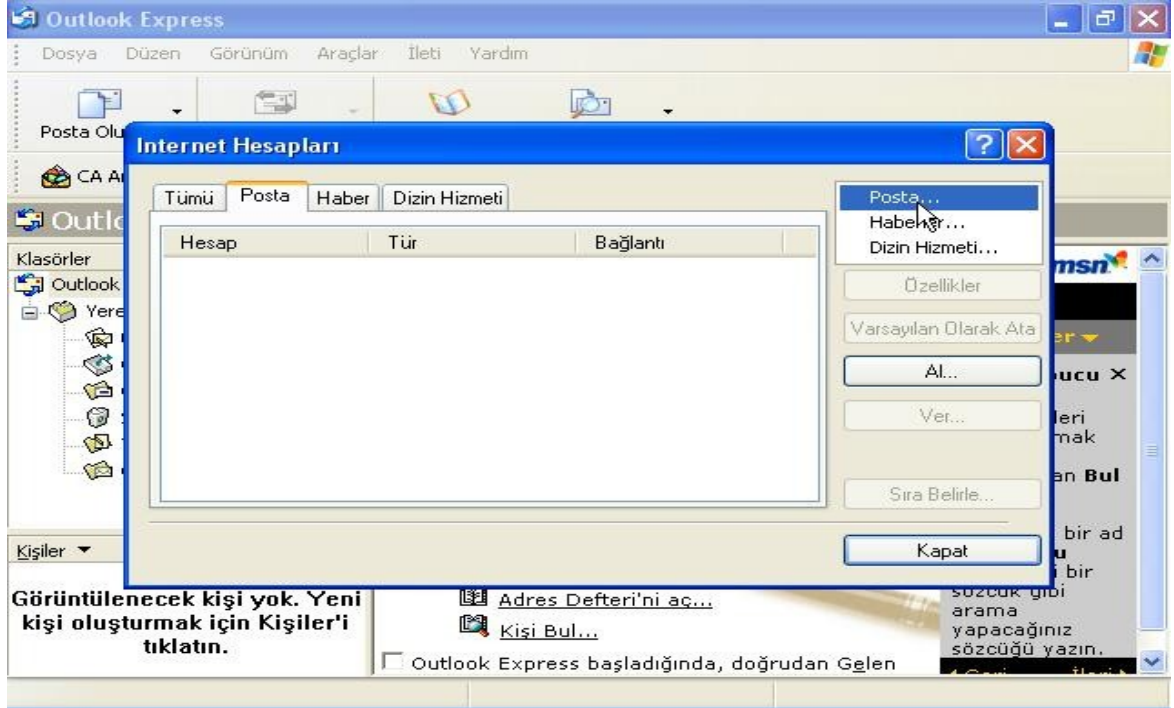 Outlook Express
Dosya Düzen Görünüm Araçlar İleti Yardım
Posta Olu
Internet Hesapları
CA A
Tümü Posta Haber Dizin Hizmeti
Posta...
Haberler...
Dizin Hizmeti...
Outlo
Hesap Tür Bağlantı
Klasörler
msn
Outlook
Özellikler
Yere
Varsayılan Olarak Ata
er
Al...
ucu
Ver...
leri
mak
an Bul
Sıra Belirle...
Kişiler
Kapat
bir ad
u
i bir
Görüntülenecek kişi yok. Yeni
kişi oluşturmak için Kişiler'i
tıklatın.
Adres Defteri'ni aç...
Kişi Bul...
Outlook Express başladığında, doğrudan Gelen
sözcük gibi
arama
yapacağınız
sözcüğü yazın.